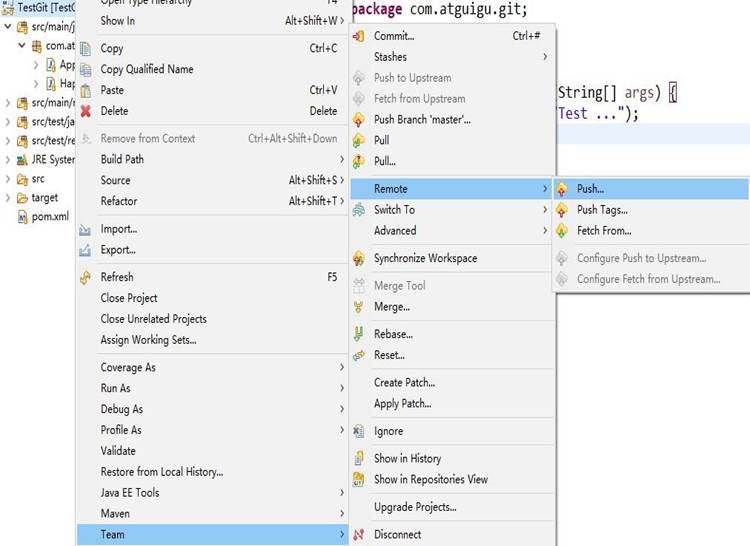 TestGit [TestG
src/main/j
com.at
App
Hap
src/main/r
src/test/ja
src/test/re
JRE System
src
target
pom.xml
Open Type Hierarchy F4
Show In Alt+Shift+W
Copy Ctrl+C
Copy Qualified Name
Paste Ctrl+V
Delete Delete
Remove from Context Ctrl+Alt+Shift+Down
Build Path
Source Alt+Shift+S
Refactor Alt+Shift+T
Import...
Export...
Refresh F5
Close Project
Close Unrelated Projects
Assign Working Sets...
Coverage As
Run As
Debug As
Profile As
Validate
Restore from Local History...
Java EE Tools
Maven
Team
package com.atguigu.git;
String[] args) {
"Test ...");
Commit... Ctrl+#
Stashes
Push to Upstream
Fetch from Upstream
Push Branch 'master'...
Pull
Pull...
Remote
Switch To
Advanced
Synchronize Workspace
Merge Tool
Merge...
Rebase...
Reset...
Create Patch...
Apply Patch...
Ignore
Show in History
Show in Repositories View
Upgrade Projects...
Disconnect
Push...
Push Tags...
Fetch From...
Configure Push to Upstream...
Configure Fetch from Upstream...